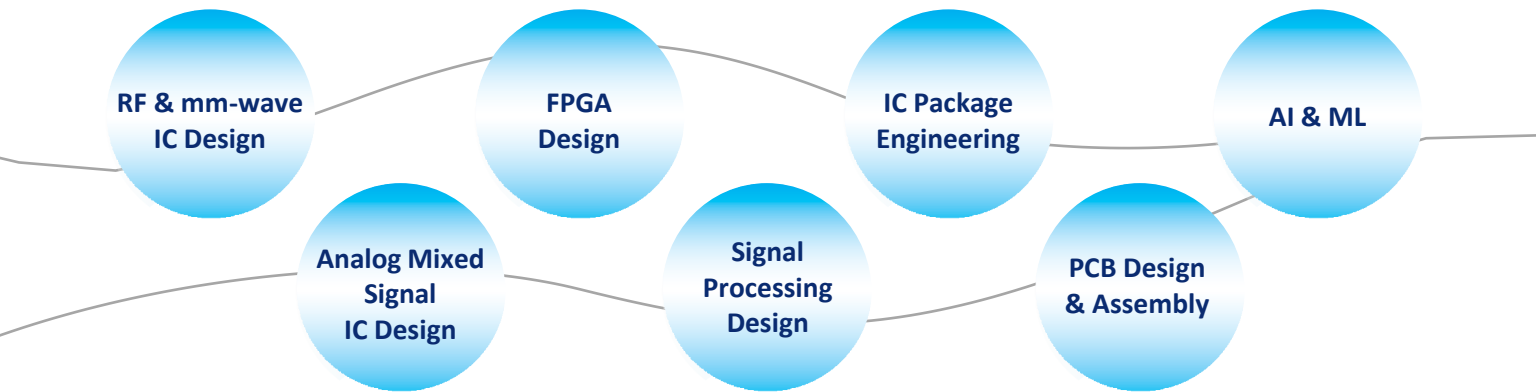 RF & mm-wave
IC Design
FPGA
Design
IC Package
Engineering
AI & ML
Analog Mixed
Signal
IC Design
Signal
Processing
Design
PCB Design
& Assembly